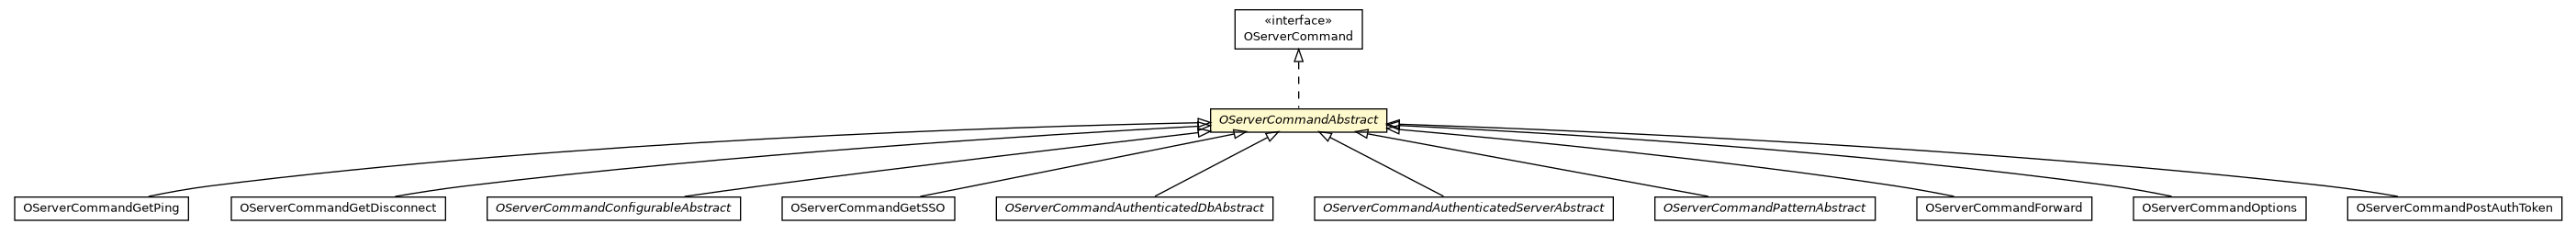 «interface»
OServerCommand
OServerCommandAbstract
OServerCommandGetPing
OServerCommandGetDisconnect
OServerCommandConfigurableAbstract
OServerCommandGetSSO
OServerCommandAuthenticatedDbAbstract
OServerCommandAuthenticatedServerAbstract
OServerCommandPatternAbstract
OServerCommandForward
OServerCommandOptions
OServerCommandPostAuthToken